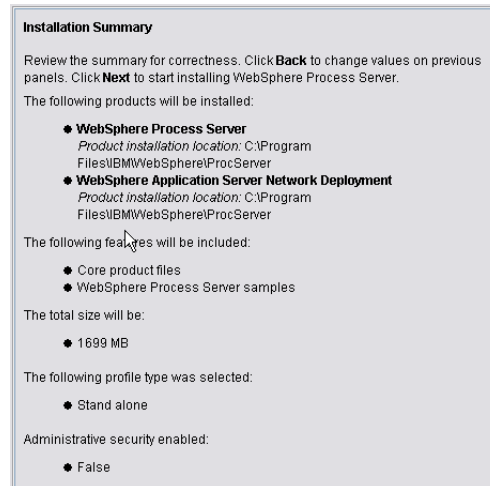 Installation Summary
Review the summary for correctness. Click Back to change values on previous
panels. Click Next to start installing WebSphere Process Server.
The following products will be installed:
WebSphere Process Server
Product installation location: C:\Program
Files\IBM\WebSphere\ProcServer
WebSphere Application Server Network Deployment
Product installation location: C:\Program
Files\IBM\WebSphere\ProcServer
The following features will be included:
Core product files
WebSphere Process Server samples
The total size will be:
1699 MB
The following profile type was selected:
Stand alone
Administrative security enabled:
False